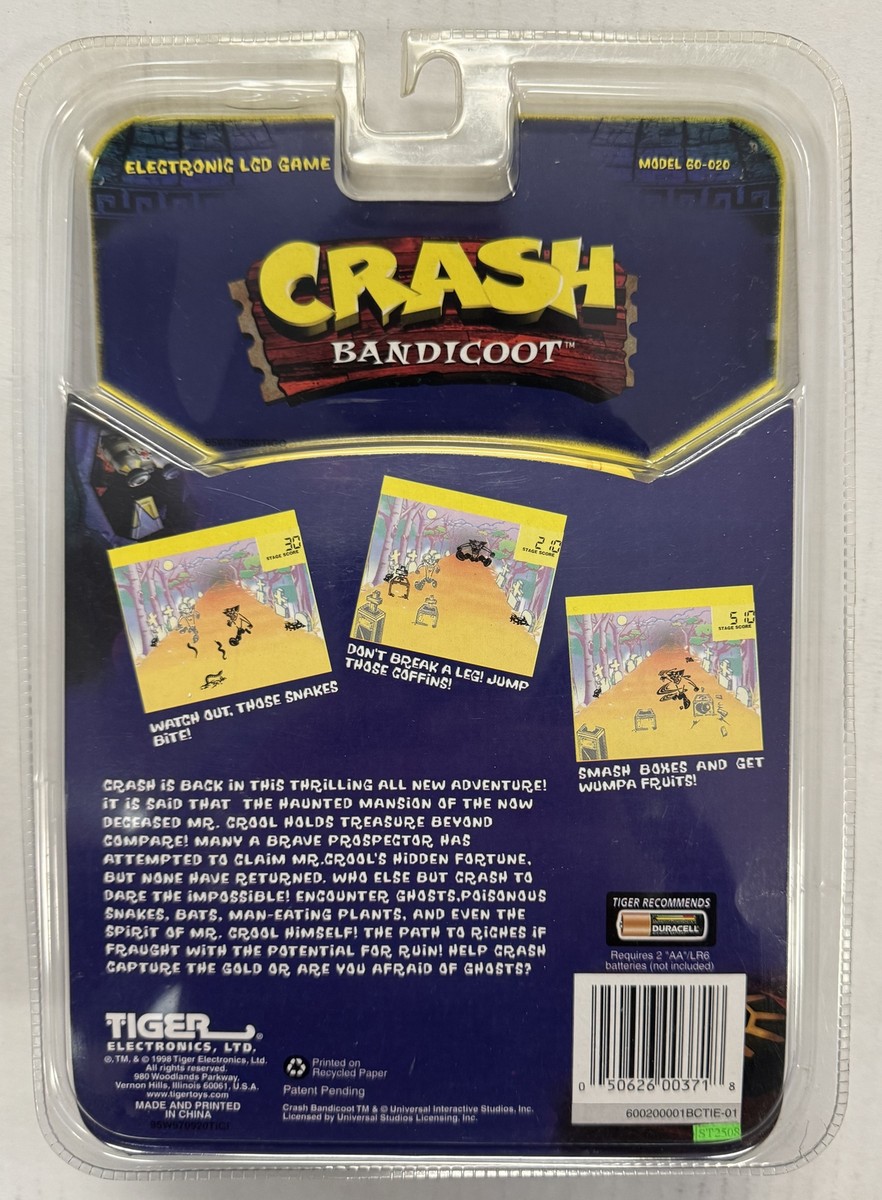 ELECTRONIC LCD GAME
MODEL 60-020
CRASH
BANDICOOT™
30
STAGE SCORE
210
STAGE SCORE
510
STAGE SCORE
WATCH OUT, THOSE SNAKES
BITE!
DON'T BREAK A LEG! JUMP
THOSE COFFINS!
SMASH BOXES AND GET
WUMPA FRUITS!
CRASH IS BACK IN THIS THRILLING ALL NEW ADVENTURE!
IT IS SAID THAT THE HAUNTED MANSION OF THE NOW
DECEASED MR. CROOL HOLDS TREASURE BEYOND
COMPARE! MANY A BRAVE PROSPECTOR HAS
ATTEMPTED TO CLAIM MR.CROOL'S HIDDEN FORTUNE,
BUT NONE HAVE RETURNED. WHO ELSE BUT CRASH TO
DARE THE IMPOSSIBLE! ENCOUNTER GHOSTS,POISONOUS
SNAKES, BATS, MAN-EATING PLANTS, AND EVEN THE
SPIRIT OF MR. CROOL HIMSELF! THE PATH TO RICHES IF
FRAUGHT WITH THE POTENTIAL FOR RUIN! HELP CRASH
CAPTURE THE GOLD OR ARE YOU AFRAID OF GHOSTS?
TIGER RECOMMENDS
DURACELL
Requires 2 "AA"/LR6
batteries (not included)
TIGER®
ELECTRONICS, LTD.
®,TM, & © 1998 Tiger Electronics, Ltd.
All rights reserved.
980 Woodlands Parkway,
Vernon Hills, Illinois 60061, U.S.A.
www.tigertoys.com
MADE AND PRINTED
IN CHINA
Printed on
Recycled Paper
Patent Pending
Crash Bandicoot TM & © Universal Interactive Studios, Inc.
Licensed by Universal Studios Licensing, Inc.
0 50626 00371 8
600200001BCTIE-01
ST2508